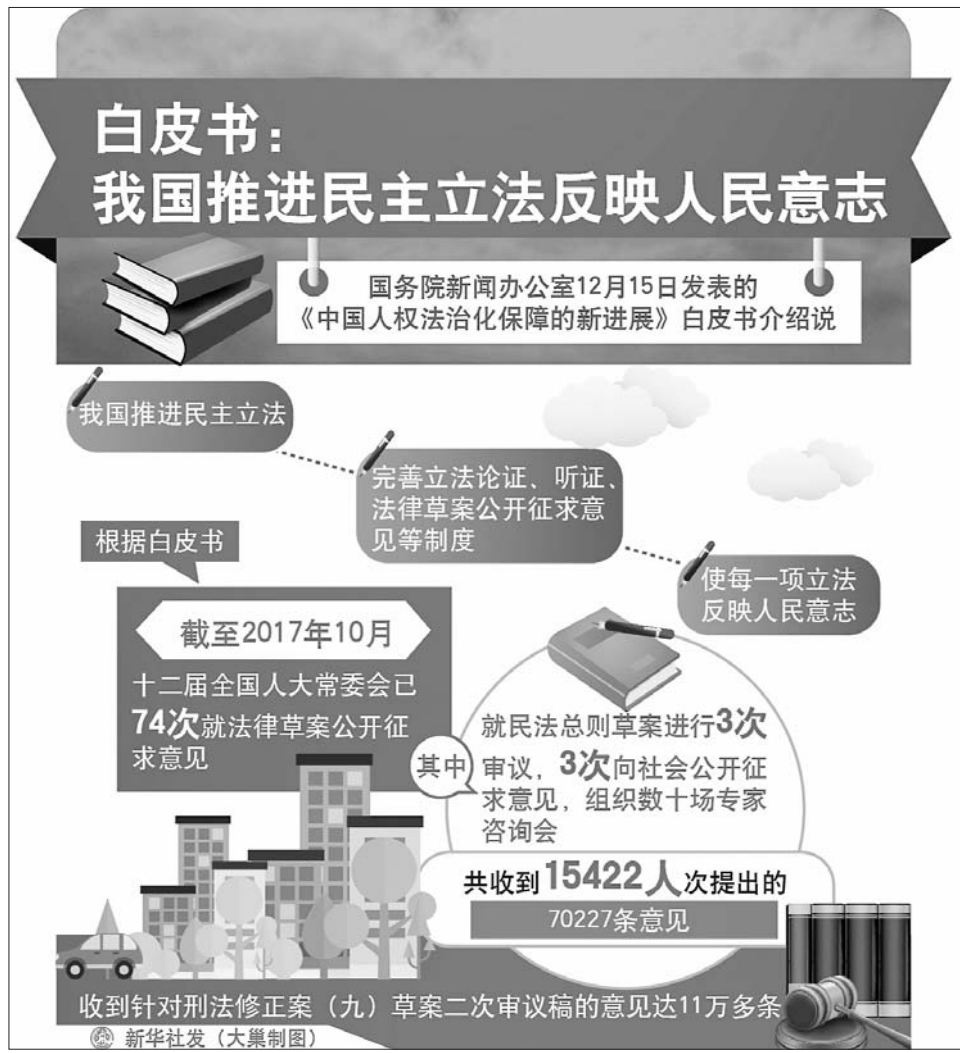 白皮书：
我国推进民主立法反映人民意志
国务院新闻办公室12月15日发表的
《中国人权法治化保障的新进展》白皮书介绍说
我国推进民主立法
完善立法论证、听证、
法律草案公开征求意
见等制度
使每一项立法
反映人民意志
根据白皮书
截至2017年10月
十二届全国人大常委会已
74次就法律草案公开征
求意见
其中
就民法总则草案进行3次
审议，3次向社会公开征
求意见，组织数十场专家
咨询会
共收到15422人次提出的
70227条意见
收到针对刑法修正案（九）草案二次审议稿的意见达11万多条
新华社发（大巢制图）